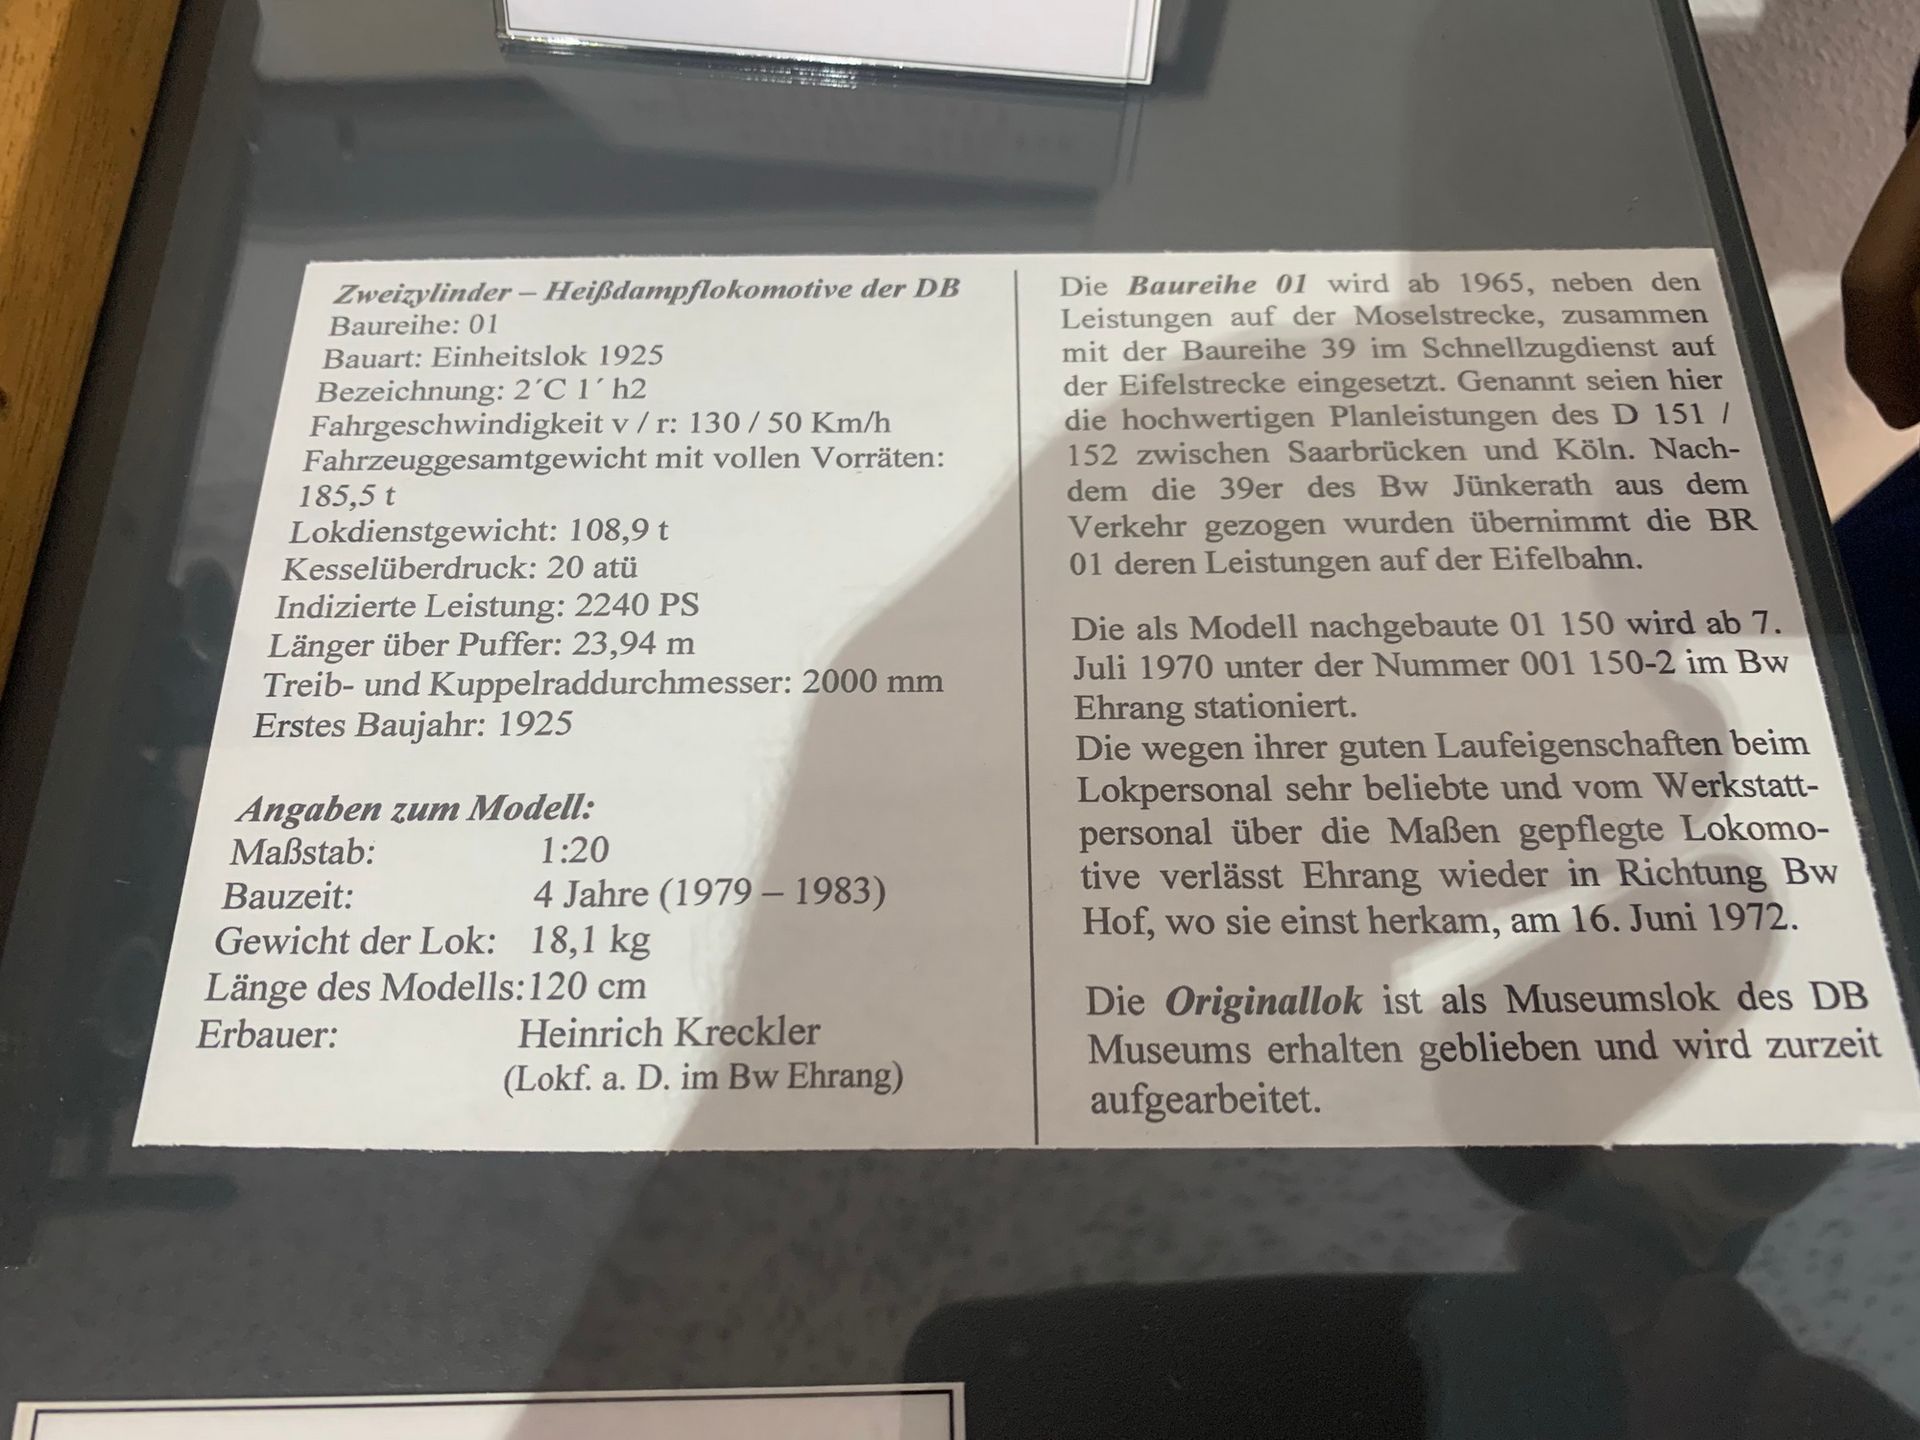 Zweizylinder – Heißdampflokomotive der DB
Baureihe: 01
Bauart: Einheitslok 1925
Bezeichnung: 2´C 1´ h2
Fahrgeschwindigkeit v / r: 130 / 50 Km/h
Fahrzeuggesamtgewicht mit vollen Vorräten:
185,5 t
Lokdienstgewicht: 108,9 t
Kesselüberdruck: 20 atü
Indizierte Leistung: 2240 PS
Länger über Puffer: 23,94 m
Treib- und Kuppelraddurchmesser: 2000 mm
Erstes Baujahr: 1925
Angaben zum Modell:
Maßstab: 1:20
Bauzeit: 4 Jahre (1979 – 1983)
Gewicht der Lok: 18,1 kg
Länge des Modells: 120 cm
Erbauer: Heinrich Kreckler
(Lokf. a. D. im Bw Ehrang)
Die Baureihe 01 wird ab 1965, neben den
Leistungen auf der Moselstrecke, zusammen
mit der Baureihe 39 im Schnellzugdienst auf
der Eifelstrecke eingesetzt. Genannt seien hier
die hochwertigen Planleistungen des D 151 /
152 zwischen Saarbrücken und Köln. Nach-
dem die 39er des Bw Jünkerath aus dem
Verkehr gezogen wurden übernimmt die BR
01 deren Leistungen auf der Eifelbahn.
Die als Modell nachgebaute 01 150 wird ab 7.
Juli 1970 unter der Nummer 001 150-2 im Bw
Ehrang stationiert.
Die wegen ihrer guten Laufeigenschaften beim
Lokpersonal sehr beliebte und vom Werkstatt-
personal über die Maßen gepflegte Lokomo-
tive verlässt Ehrang wieder in Richtung Bw
Hof, wo sie einst herkam, am 16. Juni 1972.
Die Originallok ist als Museumslok des DB
Museums erhalten geblieben und wird zurzeit
aufgearbeitet.